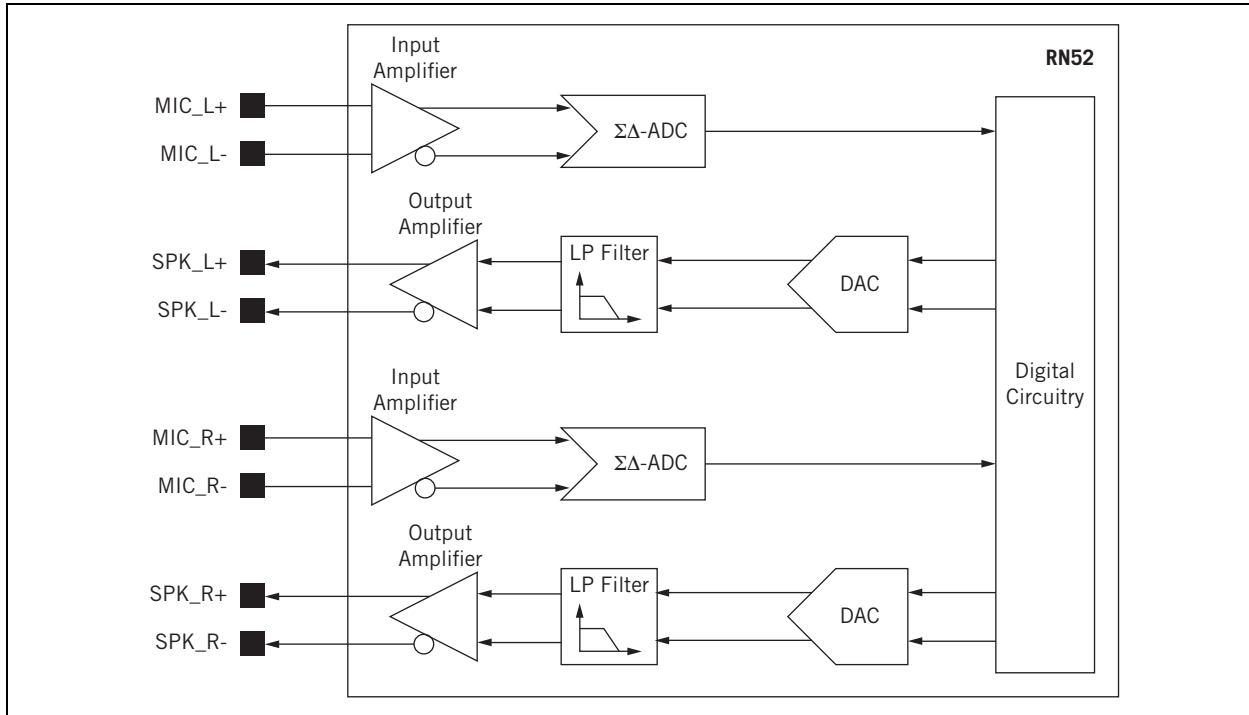 RN52
Input
Amplifier
MIC_L+
MIC_L-
ΣΔ-ADC
Output
Amplifier
SPK_L+
SPK_L-
LP Filter
DAC
Digital
Circuitry
Input
Amplifier
MIC_R+
MIC_R-
ΣΔ-ADC
Output
Amplifier
SPK_R+
SPK_R-
LP Filter
DAC